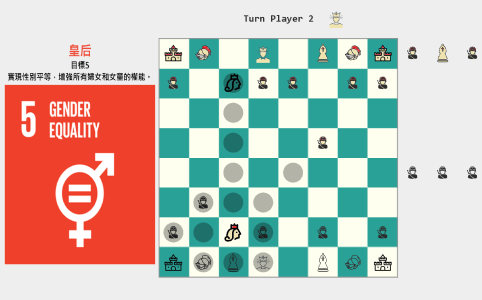 Turn Player 2
皇后
目標5
實現性別平等，增強所有婦女和女童的權能。
5 GENDER
EQUALITY